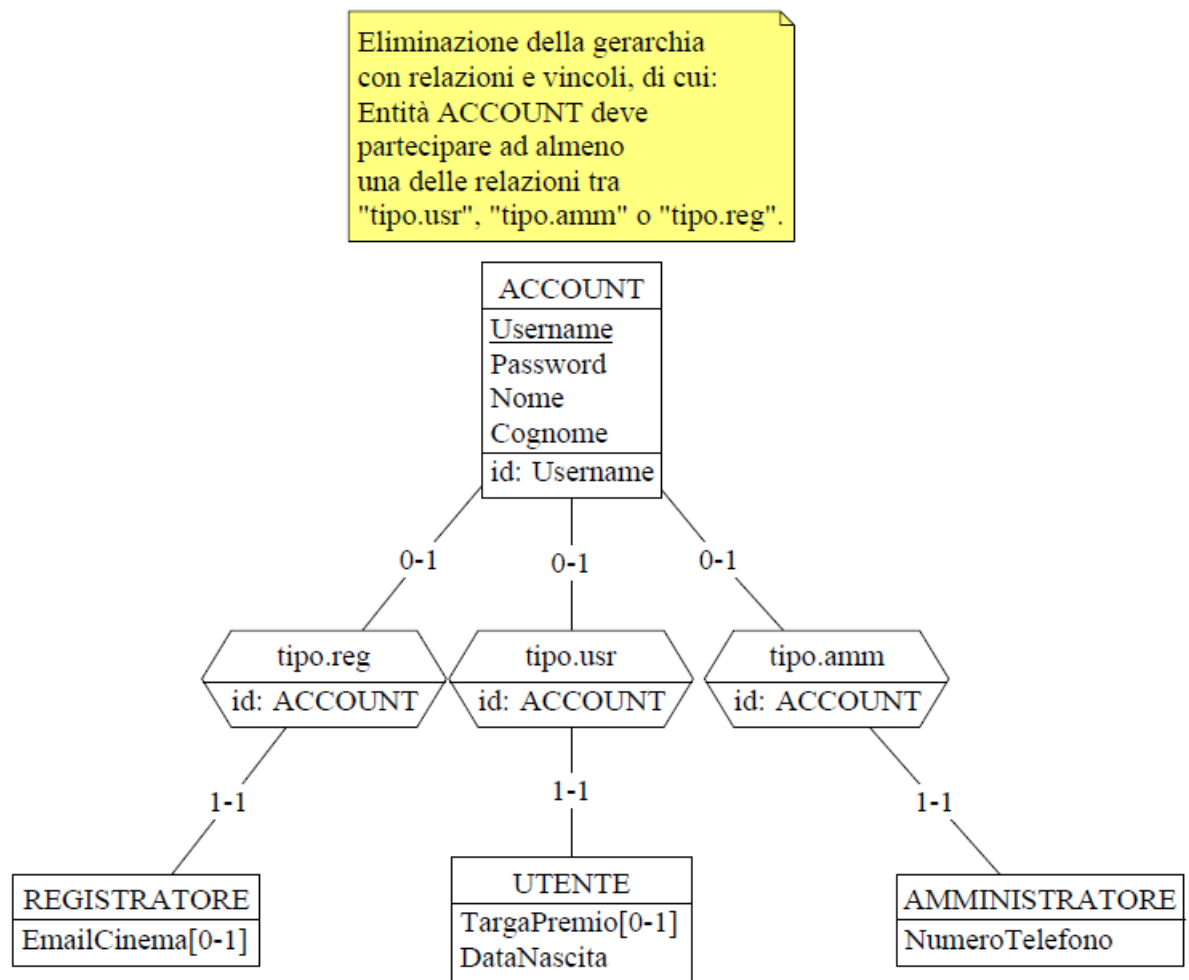 Eliminazione della gerarchia
con relazioni e vincoli, di cui:
Entità ACCOUNT deve
partecipare ad almeno
una delle relazioni tra
"tipo.usr", "tipo.amm" o "tipo.reg".
ACCOUNT
Username
Password
Nome
Cognome
id: Username
0-1
0-1
0-1
tipo.reg
id: ACCOUNT
tipo.usr
id: ACCOUNT
tipo.amm
id: ACCOUNT
1-1
1-1
1-1
REGISTRATORE
EmailCinema[0-1]
UTENTE
TargaPremio[0-1]
DataNascita
AMMINISTRATORE
NumeroTelefono